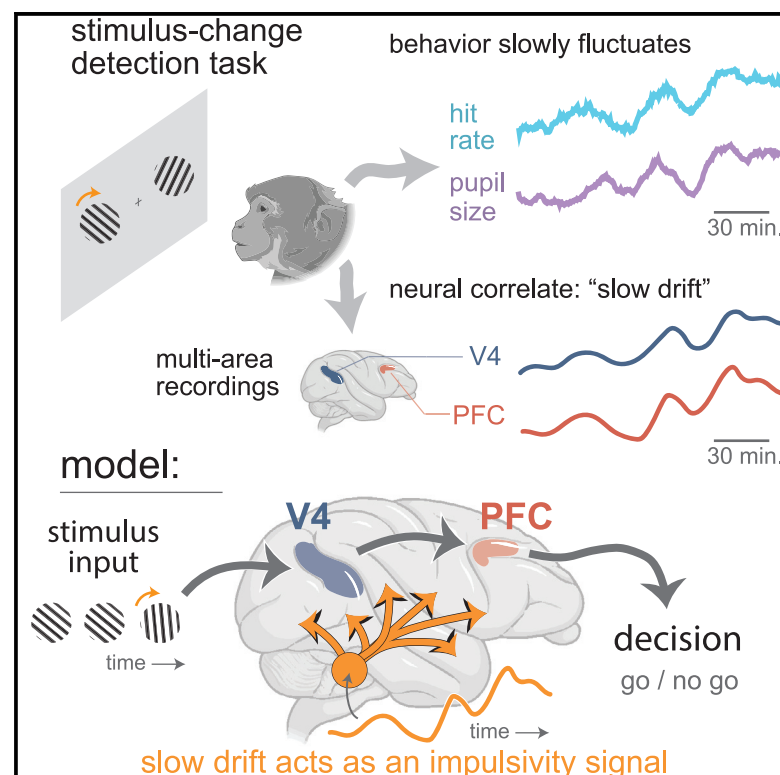 stimulus-change
detection task
behavior slowly fluctuates
hit
rate
pupil
size
30 min.
neural correlate: “slow drift”
multi-area
recordings
V4
PFC
30 min.
model:
stimulus
input
time
V4
PFC
decision
go / no go
time
slow drift acts as an impulsivity signal